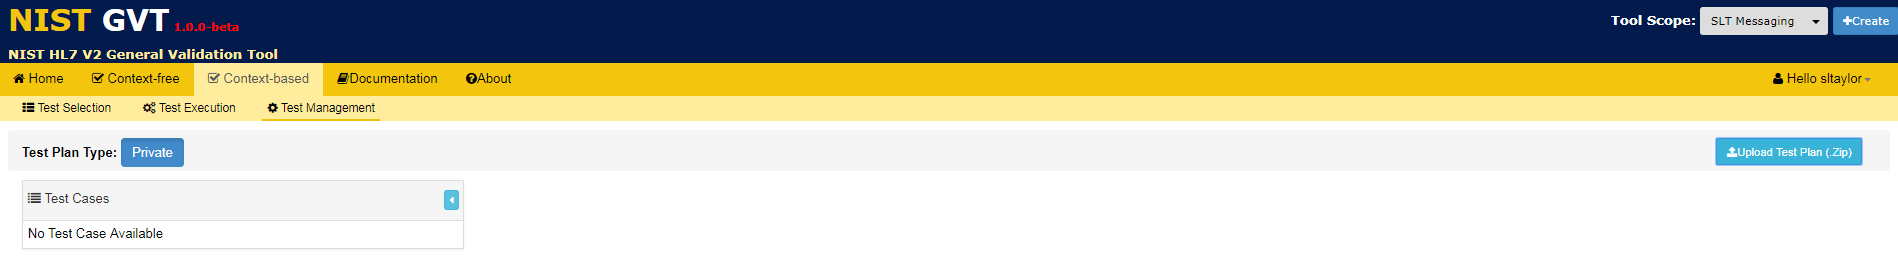 NIST GVT 1.0.0-beta
Tool Scope: SLT Messaging Create
NIST HL7 V2 General Validation Tool
Home Context-free Context-based Documentation About Hello sltaylor
Test Selection Test Execution Test Management
Test Plan Type: Private Upload Test Plan (.Zip)
Test Cases
No Test Case Available